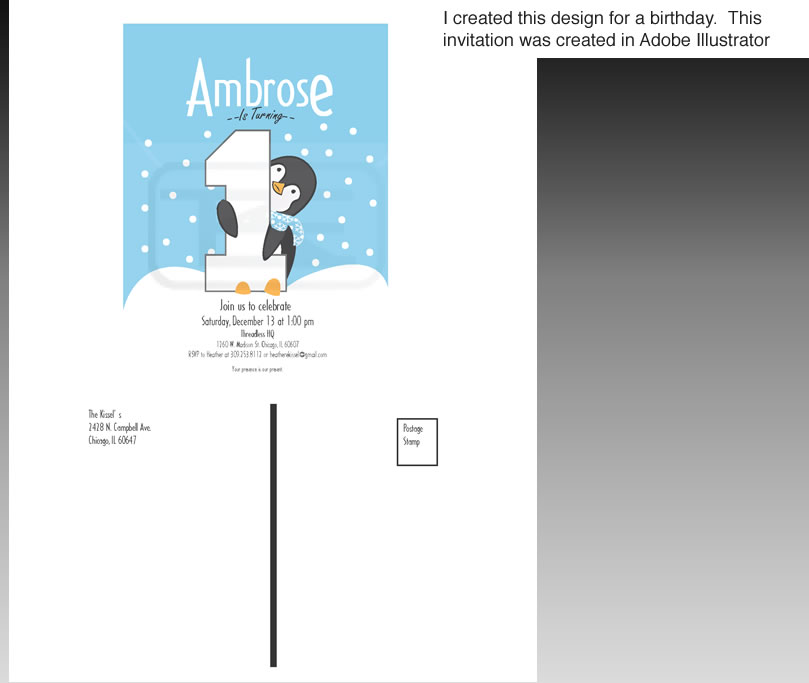 I created this design for a birthday. This
invitation was created in Adobe Illustrator
Ambrose
--Is Turning--
1
Join us to celebrate
Saturday, December 13 at 1:00 pm
Threadless HQ
1260 W. Madison St. Chicago, IL 60607
RSVP to Heather at 309.253.8112 or heatherekissel@gmail.com
Your presence is our present
The Kissel's
2428 N. Campbell Ave.
Chicago, IL 60647
Postage
Stamp